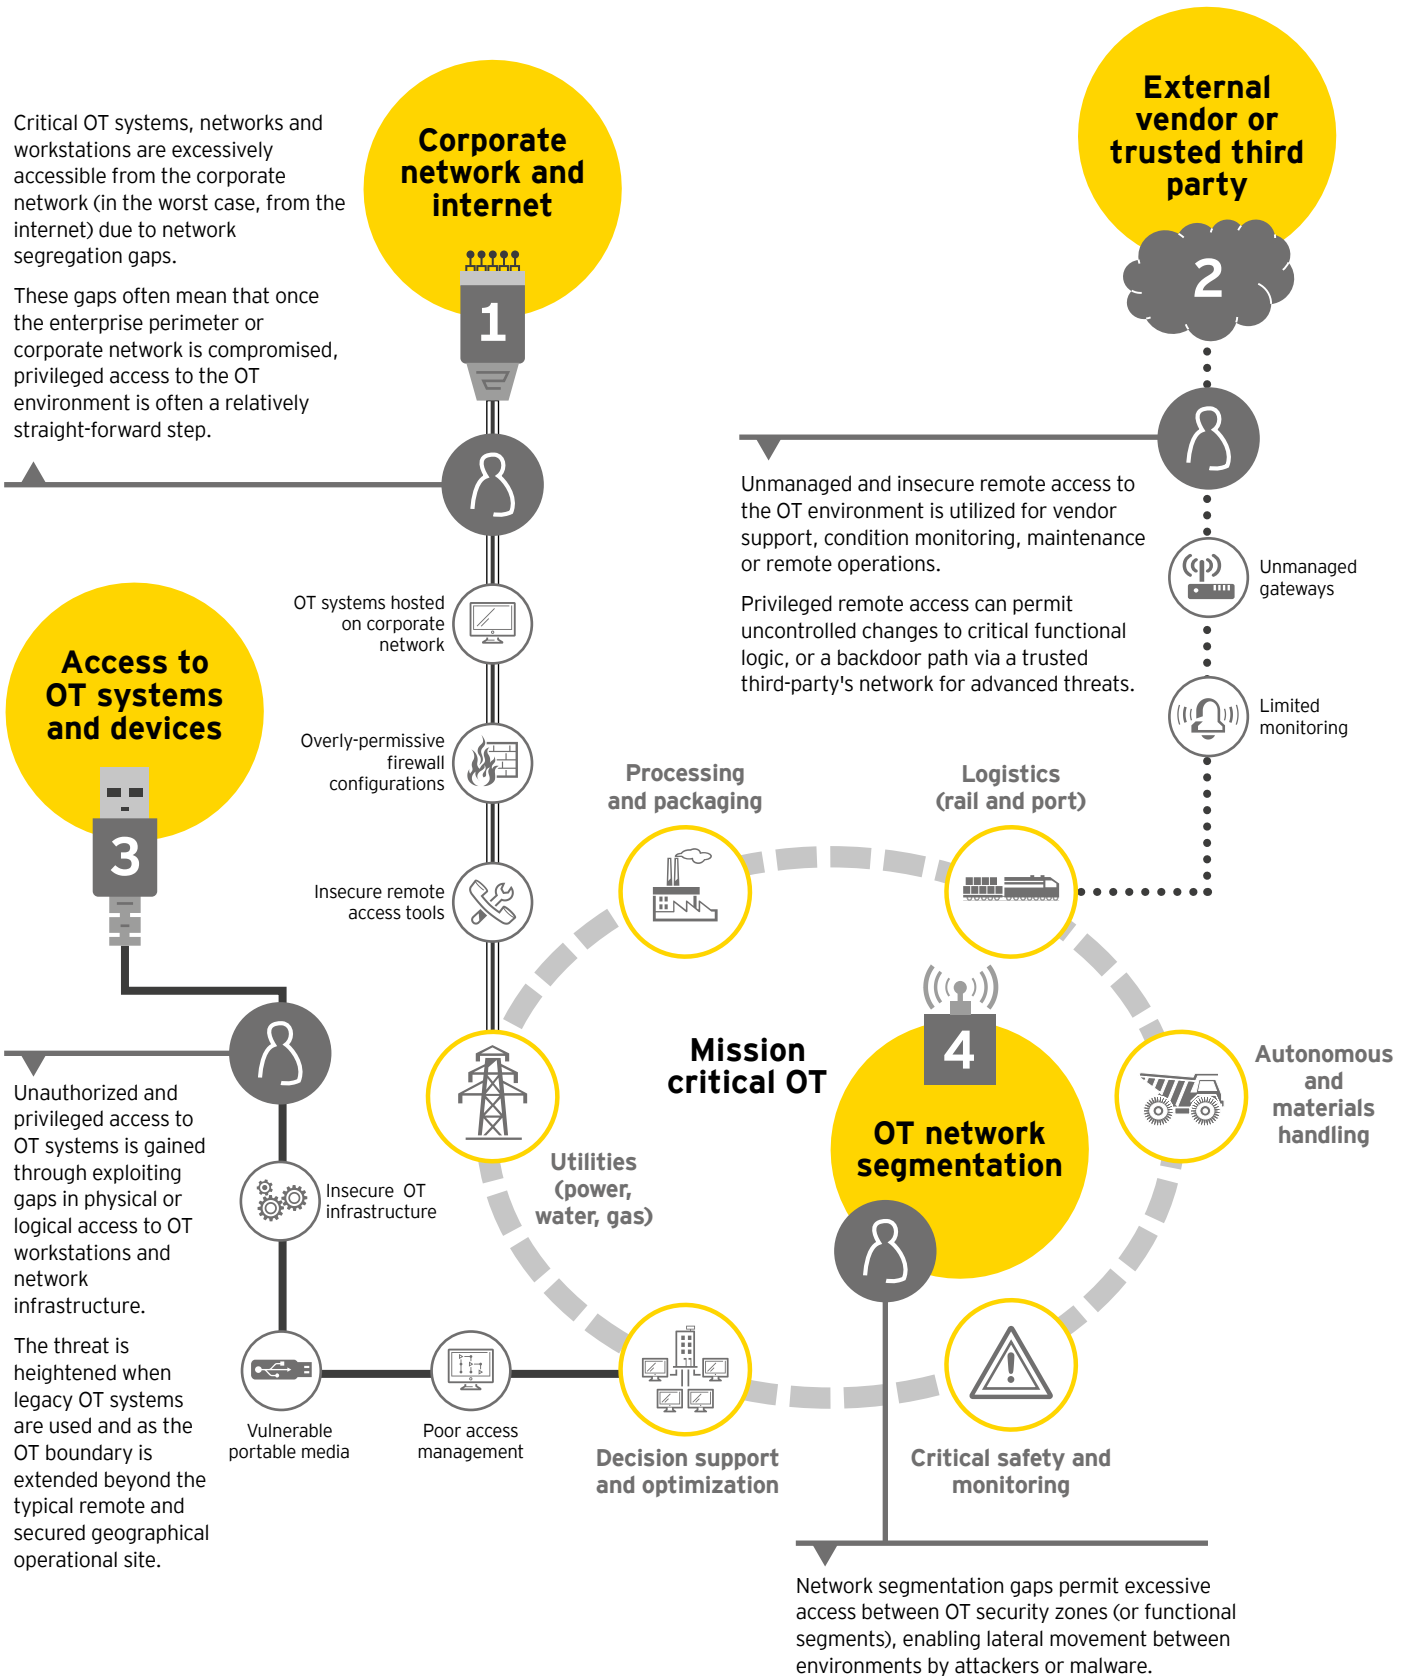 Critical OT systems, networks and
workstations are excessively
accessible from the corporate
network (in the worst case, from the
internet) due to network
segregation gaps.
These gaps often mean that once
the enterprise perimeter or
corporate network is compromised,
privileged access to the OT
environment is often a relatively
straight-forward step.
Corporate
network and
internet
1
OT systems hosted
on corporate
network
Overly-permissive
firewall
configurations
Insecure remote
access tools
External
vendor or
trusted third
party
2
Unmanaged and insecure remote access to
the OT environment is utilized for vendor
support, condition monitoring, maintenance
or remote operations.
Privileged remote access can permit
uncontrolled changes to critical functional
logic, or a backdoor path via a trusted
third-party's network for advanced threats.
Unmanaged
gateways
Limited
monitoring
Access to
OT systems
and devices
3
Unauthorized and
privileged access to
OT systems is gained
through exploiting
gaps in physical or
logical access to OT
workstations and
network
infrastructure.
The threat is
heightened when
legacy OT systems
are used and as the
OT boundary is
extended beyond the
typical remote and
secured geographical
operational site.
Insecure OT
infrastructure
Vulnerable
portable media
Poor access
management
Processing
and packaging
Logistics
(rail and port)
Mission
critical OT
4
OT network
segmentation
Autonomous
and
materials
handling
Utilities
(power,
water, gas)
Decision support
and optimization
Critical safety and
monitoring
Network segmentation gaps permit excessive
access between OT security zones (or functional
segments), enabling lateral movement between
environments by attackers or malware.